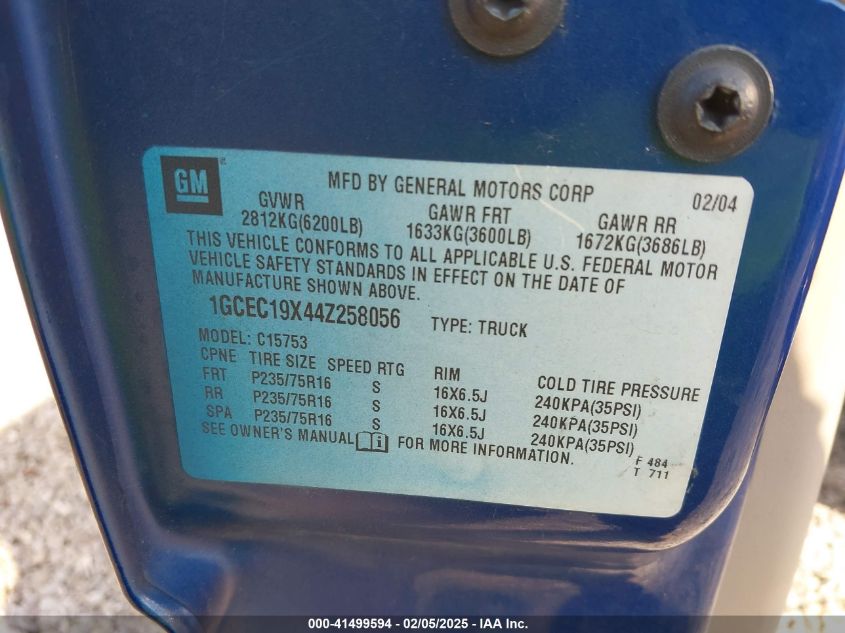 GM
MFD BY GENERAL MOTORS CORP 02/04
GVWR GAWR FRT GAWR RR
2812KG(6200LB) 1633KG(3600LB) 1672KG(3686LB)
THIS VEHICLE CONFORMS TO ALL APPLICABLE U.S. FEDERAL MOTOR
VEHICLE SAFETY STANDARDS IN EFFECT ON THE DATE OF
MANUFACTURE SHOWN ABOVE.
1GCEC19X44Z258056 TYPE: TRUCK
MODEL: C15753
CPNE TIRE SIZE SPEED RTG RIM COLD TIRE PRESSURE
FRT P235/75R16 S 16X6.5J 240KPA(35PSI)
RR P235/75R16 S 16X6.5J 240KPA(35PSI)
SPA P235/75R16 S 16X6.5J 240KPA(35PSI)
SEE OWNER'S MANUAL i FOR MORE INFORMATION.
F 484
T 711
000-41499594 - 02/05/2025 - IAA Inc.